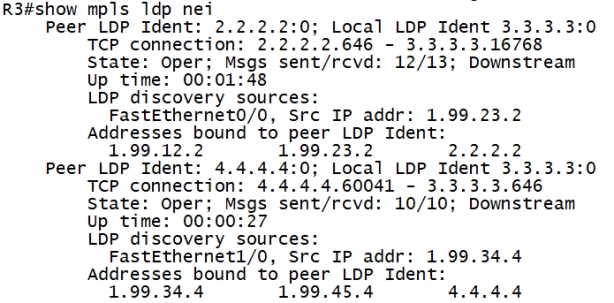 R3#show mpls ldp nei
Peer LDP Ident: 2.2.2.2:0; Local LDP Ident 3.3.3.3:0
TCP connection: 2.2.2.2.646 - 3.3.3.3.16768
State: Oper; Msgs sent/rcvd: 12/13; Downstream
Up time: 00:01:48
LDP discovery sources:
FastEthernet0/0, Src IP addr: 1.99.23.2
Addresses bound to peer LDP Ident:
1.99.12.2 1.99.23.2 2.2.2.2
Peer LDP Ident: 4.4.4.4:0; Local LDP Ident 3.3.3.3:0
TCP connection: 4.4.4.4.60041 - 3.3.3.3.646
State: Oper; Msgs sent/rcvd: 10/10; Downstream
Up time: 00:00:27
LDP discovery sources:
FastEthernet1/0, Src IP addr: 1.99.34.4
Addresses bound to peer LDP Ident:
1.99.34.4 1.99.45.4 4.4.4.4